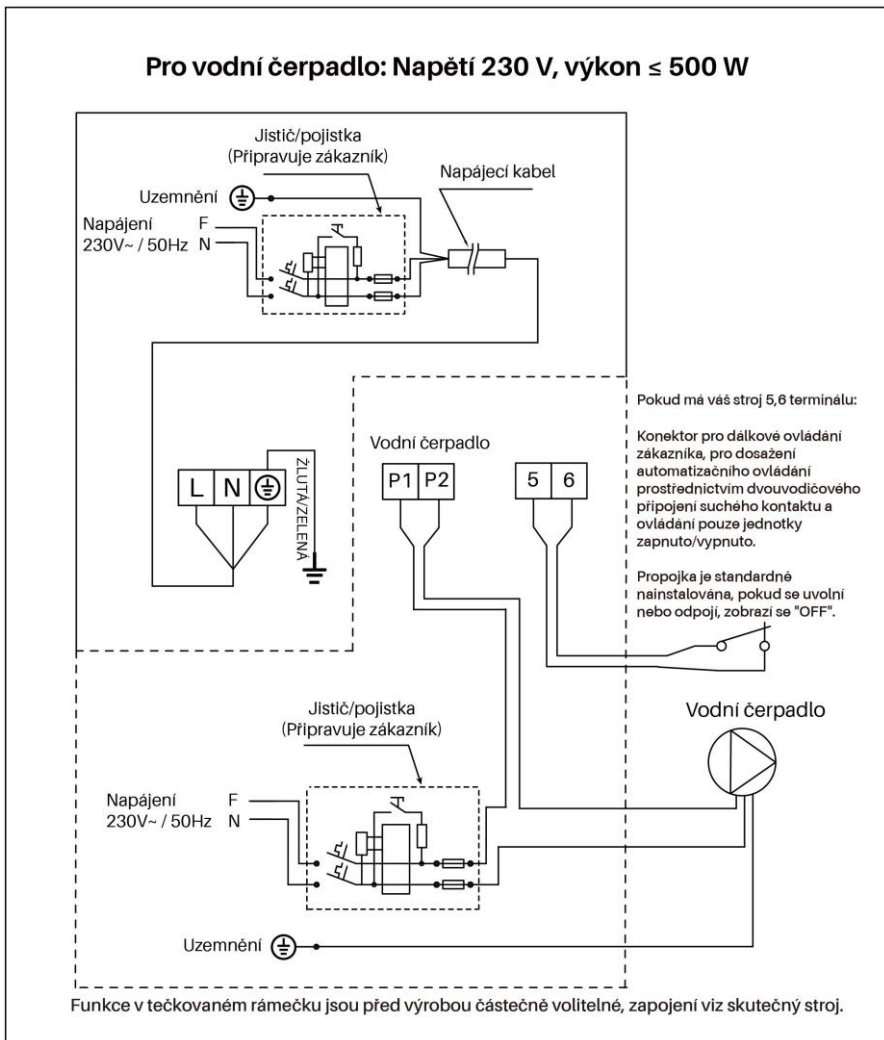 Pro vodní čerpadlo: Napětí 230 V, výkon ≤ 500 W
Jistič/pojistka
(Připravuje zákazník)
Napájecí kabel
Uzemnění
Napájení F
230V~ / 50Hz N
Pokud má váš stroj 5,6 terminálu:
Konektor pro dálkové ovládání
zákazníka, pro dosažení
automatizačního ovládání
prostřednictvím dvouvodičového
připojení suchého kontaktu a
ovládání pouze jednotky
zapnuto/vypnuto.
Propojka je standardně
nainstalována, pokud se uvolní
nebo odpojí, zobrazí se "OFF".
Vodní čerpadlo
L N
ŽLUTÁ/ZELENÁ
P1 P2
5 6
Jistič/pojistka
(Připravuje zákazník)
Vodní čerpadlo
Napájení F
230V~ / 50Hz N
Uzemnění
Funkce v tečkovaném rámečku jsou před výrobou částečně volitelné, zapojení viz skutečný stroj.